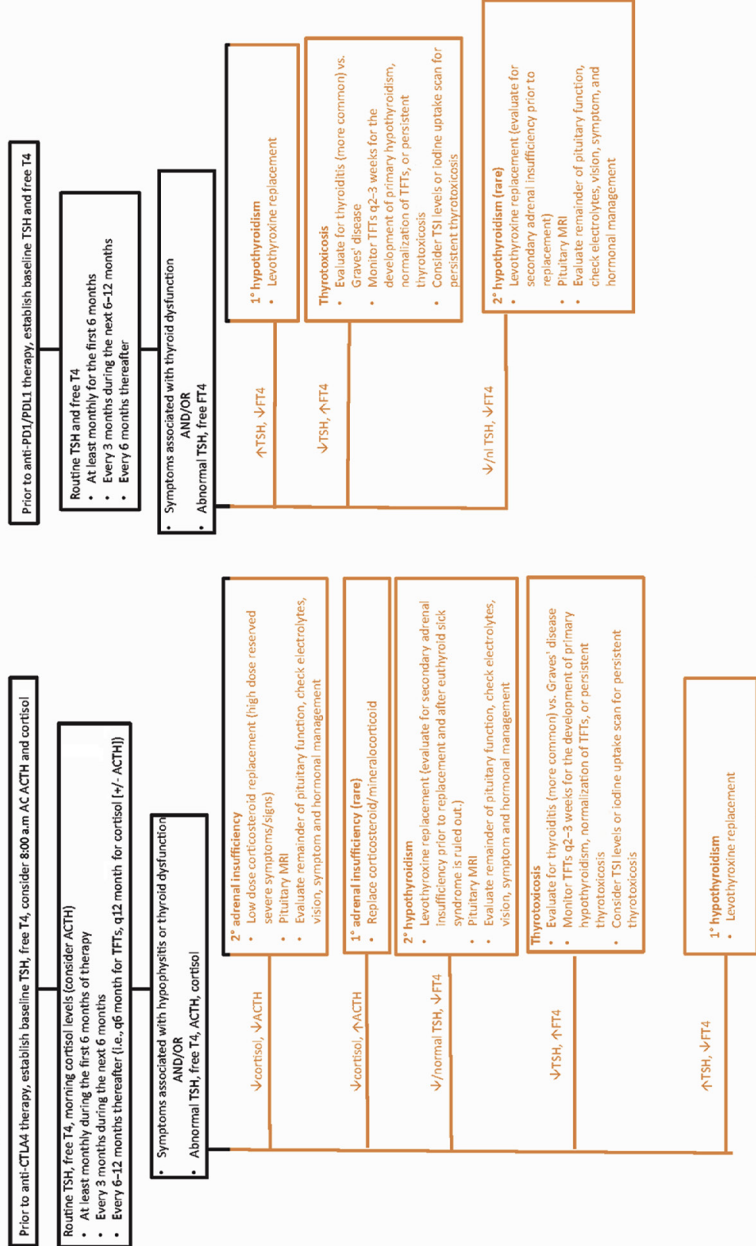 Prior to anti-CTLA4 therapy, establish baseline TSH, free T4, consider 8:00 a.m AC ACTH and cortisol
Routine TSH, free T4, morning cortisol levels (consider ACTH)
• At least monthly during the first 6 months of therapy
• Every 3 months during the next 6 months
• Every 6–12 months thereafter (i.e.,q6 month for TFTs, q12 month for cortisol [+/- ACTH])
• Symptoms associated with hypophysitis or thyroid dysfunction
AND/OR
• Abnormal TSH, free T4, ACTH, cortisol
↓cortisol, ↓ACTH
2° adrenal insufficiency
• Low dose corticosteroid replacement (high dose reserved
severe symptoms/signs)
• Pituitary MRI
• Evaluate remainder of pituitary function, check electrolytes,
vision, symptom and hormonal management
↓cortisol, ↑ACTH
1° adrenal insufficiency (rare)
• Replace corticosteroid/mineralocorticoid
↓/normal TSH, ↓FT4
2° hypothyroidism
• Levothyroxine replacement (evaluate for secondary adrenal
Insufficiency prior to replacement and after euthyroid sick
syndrome is ruled out.)
• Pituitary MRI
• Evaluate remainder of pituitary function, check electrolytes,
vision, symptom and hormonal management
↓TSH, ↑FT4
Thyrotoxicosis
• Evaluate for thyroiditis (more common) vs. Graves' disease
• Monitor TFTs q2–3 weeks for the development of primary
hypothyroidism, normalization of TFTs, or persistent
thyrotoxicosis
• Consider TSI levels or iodine uptake scan for persistent
thyrotoxicosis
↑TSH, ↓FT4
1° hypothyroidism
• Levothyroxine replacement
Prior to anti-PD1/PDL1 therapy, establish baseline TSH and free T4
Routine TSH and free T4
• At least monthly for the first 6 months
• Every 3 months during the next 6–12 months
• Every 6 months thereafter
• Symptoms associated with thyroid dysfunction
AND/OR
• Abnormal TSH, free FT4
↑TSH, ↓FT4
1° hypothyroidism
• Levothyroxine replacement
↓TSH, ↑FT4
Thyrotoxicosis
• Evaluate for thyroiditis (more common) vs.
Graves' disease
• Monitor TFTs q2–3 weeks for the
development of primary hypothyroidism,
normalization of TFTs, or persistent
thyrotoxicosis
• Consider TSI levels or iodine uptake scan for
persistent thyrotoxicosis
↓/nl TSH, ↓FT4
2° hypothyroidism (rare)
• Levothyroxine replacement (evaluate for
secondary adrenal insufficiency prior to
replacement)
• Pituitary MRI
• Evaluate remainder of pituitary function,
check electrolytes, vision, symptom, and
hormonal management